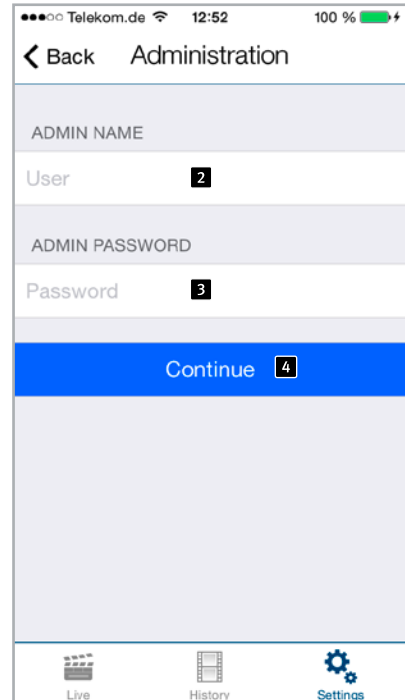 ●●●○○ Telekom.de 12:52 100 %
Back Administration
ADMIN NAME
User 2
ADMIN PASSWORD
Password 3
Continue 4
Live History Settings